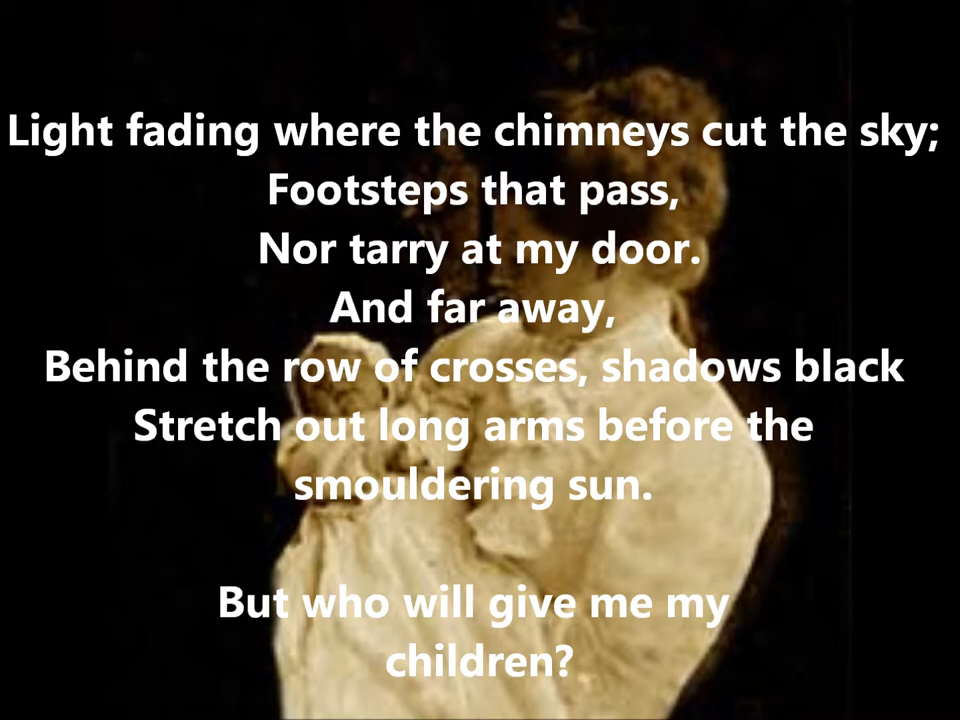 Light fading where the chimneys cut the sky;
Footsteps that pass,
Nor tarry at my door.
And far away,
Behind the row of crosses, shadows black
Stretch out long arms before the
smouldering sun.
But who will give me my
children?